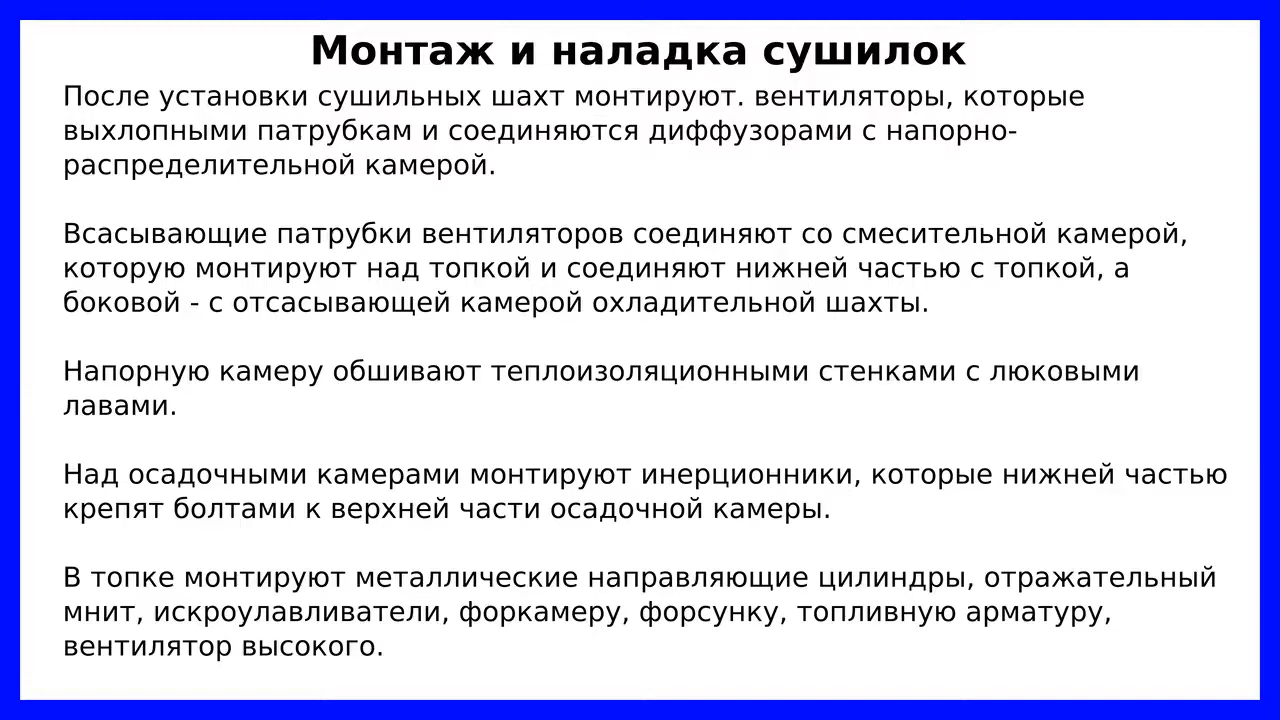 Монтаж и наладка сушилок
После установки сушильных шахт монтируют. вентиляторы, которые
выхлопными патрубкам и соединяются диффузорами с напорно-
распределительной камерой.
Всасывающие патрубки вентиляторов соединяют со смесительной камерой,
которую монтируют над топкой и соединяют нижней частью с топкой, а
боковой - с отсасывающей камерой охладительной шахты.
Напорную камеру обшивают теплоизоляционными стенками с люковыми
лавами.
Над осадочными камерами монтируют инерционники, которые нижней частью
крепят болтами к верхней части осадочной камеры.
В топке монтируют металлические направляющие цилиндры, отражательный
мнит, искроулавливатели, форкамеру, форсунку, топливную арматуру,
вентилятор высокого.